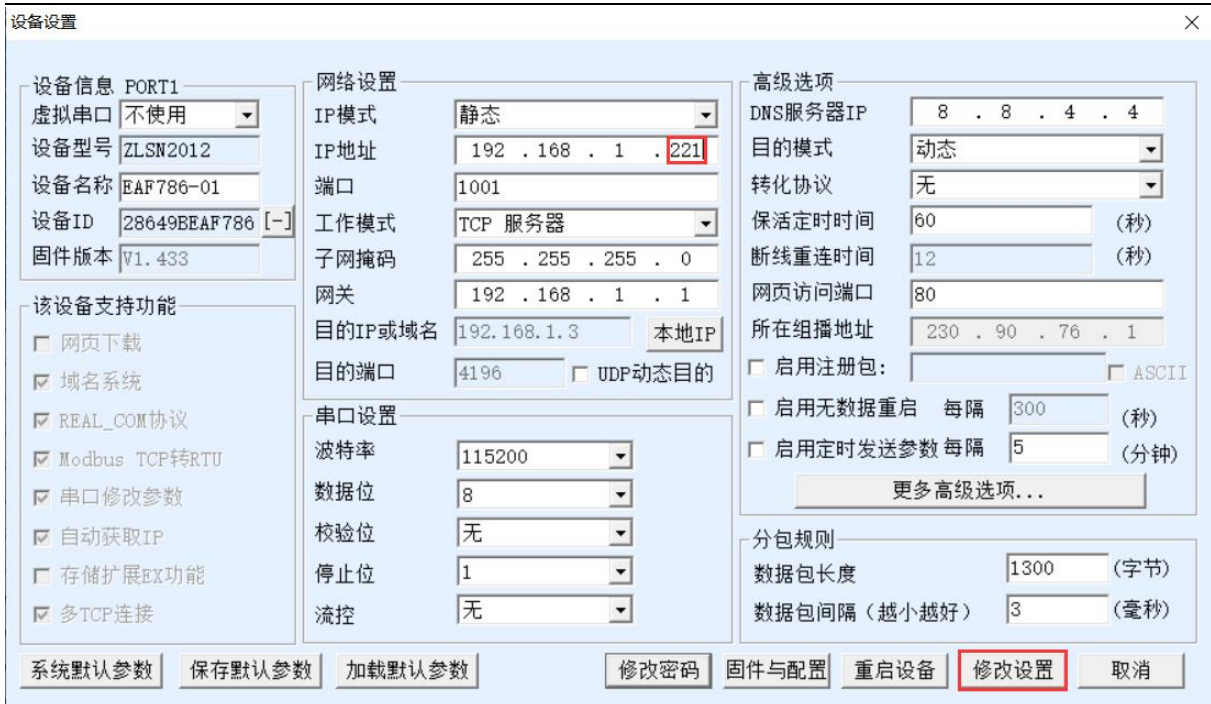 设备设置
设备信息 PORT1
虚拟串口 不使用
设备型号 ZLSN2012
设备名称 EAF786-01
设备ID 28649BEAF786 [-]
固件版本 V1.433
该设备支持功能
网页下载
域名系统
REAL_COM协议
Modbus TCP转RTU
串口修改参数
自动获取IP
存储扩展EX功能
多TCP连接
网络设置
IP模式 静态
IP地址 192 . 168 . 1 . 221
端口 1001
工作模式 TCP 服务器
子网掩码 255 . 255 . 255 . 0
网关 192 . 168 . 1 . 1
目的IP或域名 192.168.1.3 本地IP
目的端口 4196 UDP动态目的
串口设置
波特率 115200
数据位 8
校验位 无
停止位 1
流控 无
高级选项
DNS服务器IP 8 . 8 . 4 . 4
目的模式 动态
转化协议 无
保活定时时间 60 (秒)
断线重连时间 12 (秒)
网页访问端口 80
所在组播地址 230 . 90 . 76 . 1
启用注册包: ASCII
启用无数据重启 每隔 300 (秒)
启用定时发送参数 每隔 5 (分钟)
更多高级选项...
分包规则
数据包长度 1300 (字节)
数据包间隔（越小越好） 3 (毫秒)
系统默认参数 保存默认参数 加载默认参数 修改密码 固件与配置 重启设备 修改设置 取消